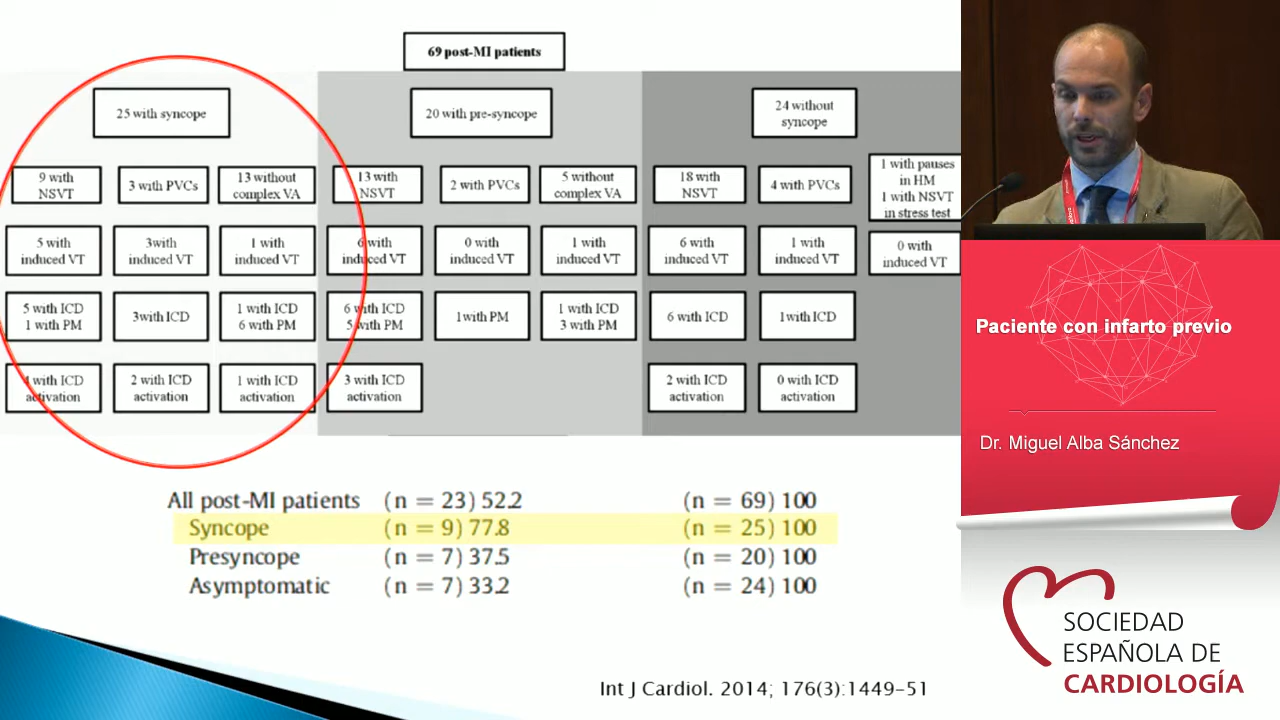 69 post-MI patients
25 with syncope
20 with pre-syncope
24 without
syncope
9 with
NSVT
3 with PVCs
13 without
complex VA
13 with
NSVT
2 with PVCs
5 without
complex VA
18 with
NSVT
4 with PVCs
1 with pauses
in HM
1 with NSVT
in stress test
5 with
induced VT
3with
induced VT
1 with
induced VT
6 with
induced VT
0 with
induced VT
1 with
induced VT
6 with
induced VT
1 with
induced VT
0 with
induced VT
5 with ICD
1 with PM
3with ICD
1 with ICD
6 with PM
6 with ICD
5 with PM
1with PM
1 with ICD
3 with PM
6 with ICD
1with ICD
4 with ICD
activation
2 with ICD
activation
1 with ICD
activation
3 with ICD
activation
2 with ICD
activation
0 with ICD
activation
All post-MI patients (n = 23) 52.2 (n = 69) 100
Syncope (n = 9) 77.8 (n = 25) 100
Presyncope (n = 7) 37.5 (n = 20) 100
Asymptomatic (n = 7) 33.2 (n = 24) 100
Int J Cardiol. 2014; 176(3):1449-51
Paciente con infarto previo
Dr. Miguel Alba Sánchez
SOCIEDAD
ESPAÑOLA DE
CARDIOLOGÍA